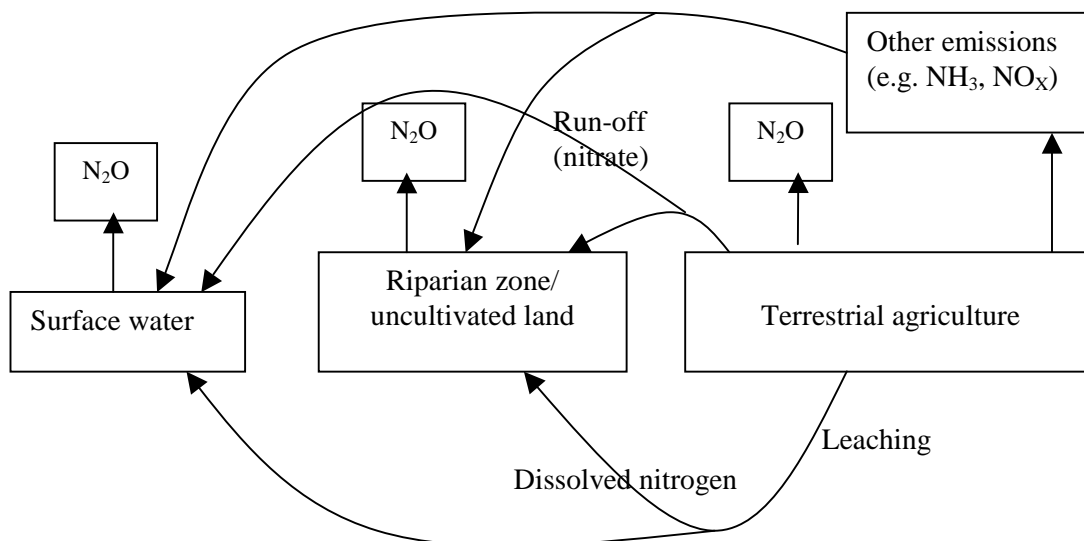 Other emissions
(e.g. NH₃, NOₓ)
N₂O
N₂O
N₂O
Run-off
(nitrate)
Surface water
Riparian zone/
uncultivated land
Terrestrial agriculture
Leaching
Dissolved nitrogen